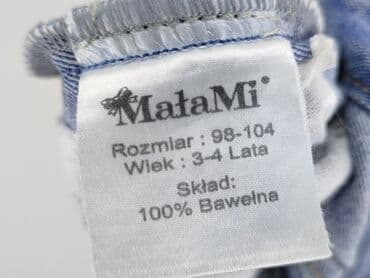 MałaMi®
Rozmiar : 98-104
Wiek : 3-4 Lata
Skład:
100% Bawełna